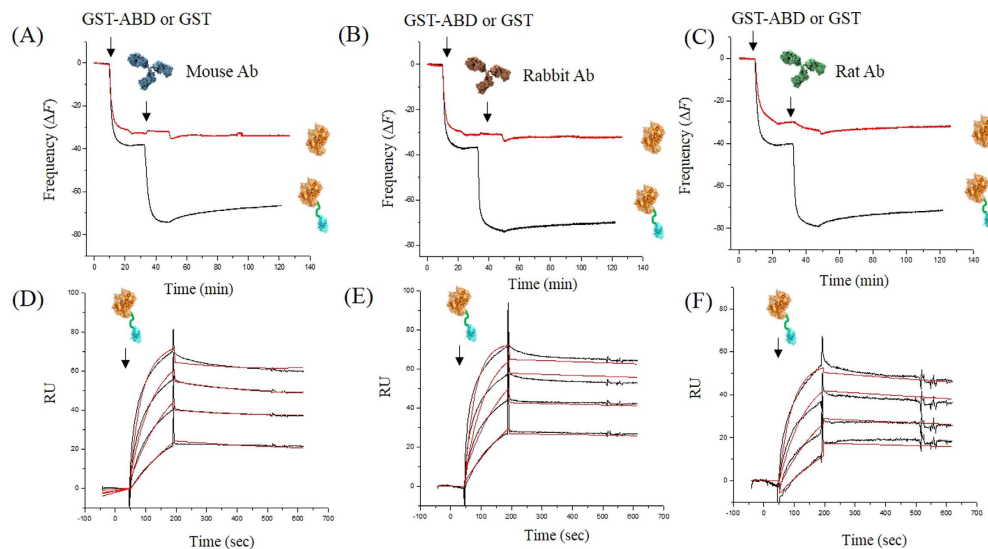 GST-ABD or GST
(A)
Mouse Ab
Frequency (ΔF)
0
-20
-40
-60
-80
0 20 40 60 80 100 120 140
Time (min)
GST-ABD or GST
(B)
Rabbit Ab
Frequency (ΔF)
0
-20
-40
-60
-80
0 20 40 60 80 100 120 140
Time (min)
GST-ABD or GST
(C)
Rat Ab
Frequency (ΔF)
0
-20
-40
-60
-80
0 20 40 60 80 100 120 140
Time (min)
(D)
RU
100
80
60
40
20
0
-100 0 100 200 300 400 500 600 700
Time (sec)
(E)
RU
100
80
60
40
20
0
-100 0 100 200 300 400 500 600 700
Time (sec)
(F)
RU
80
60
40
20
0
-100 0 100 200 300 400 500 600 700
Time (sec)